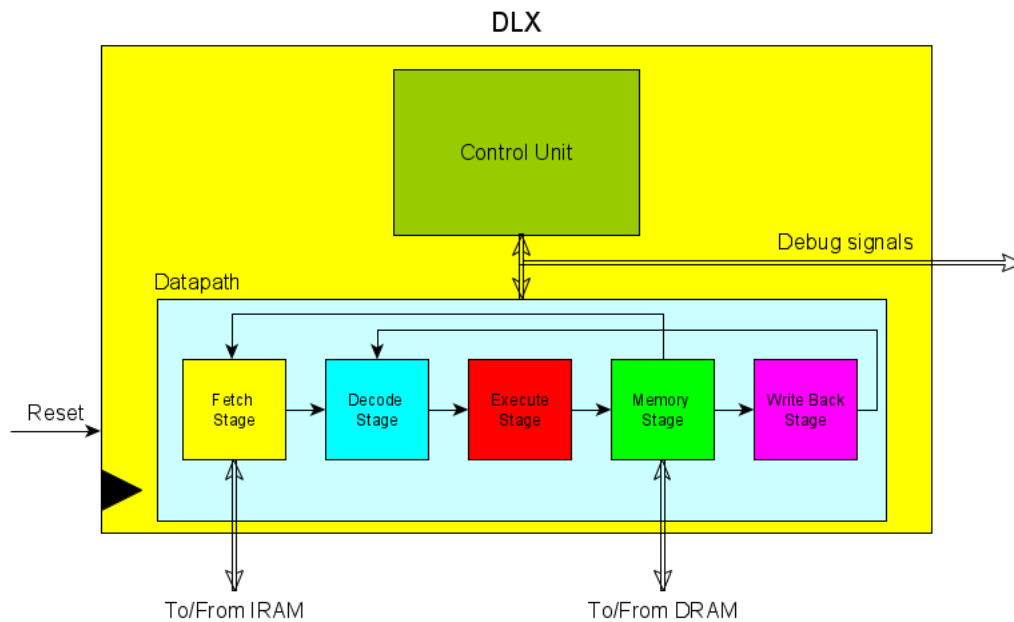 DLX
Control Unit
Debug signals
Datapath
Fetch
Stage
Decode
Stage
Execute
Stage
Memory
Stage
Write Back
Stage
Reset
To/From IRAM
To/From DRAM